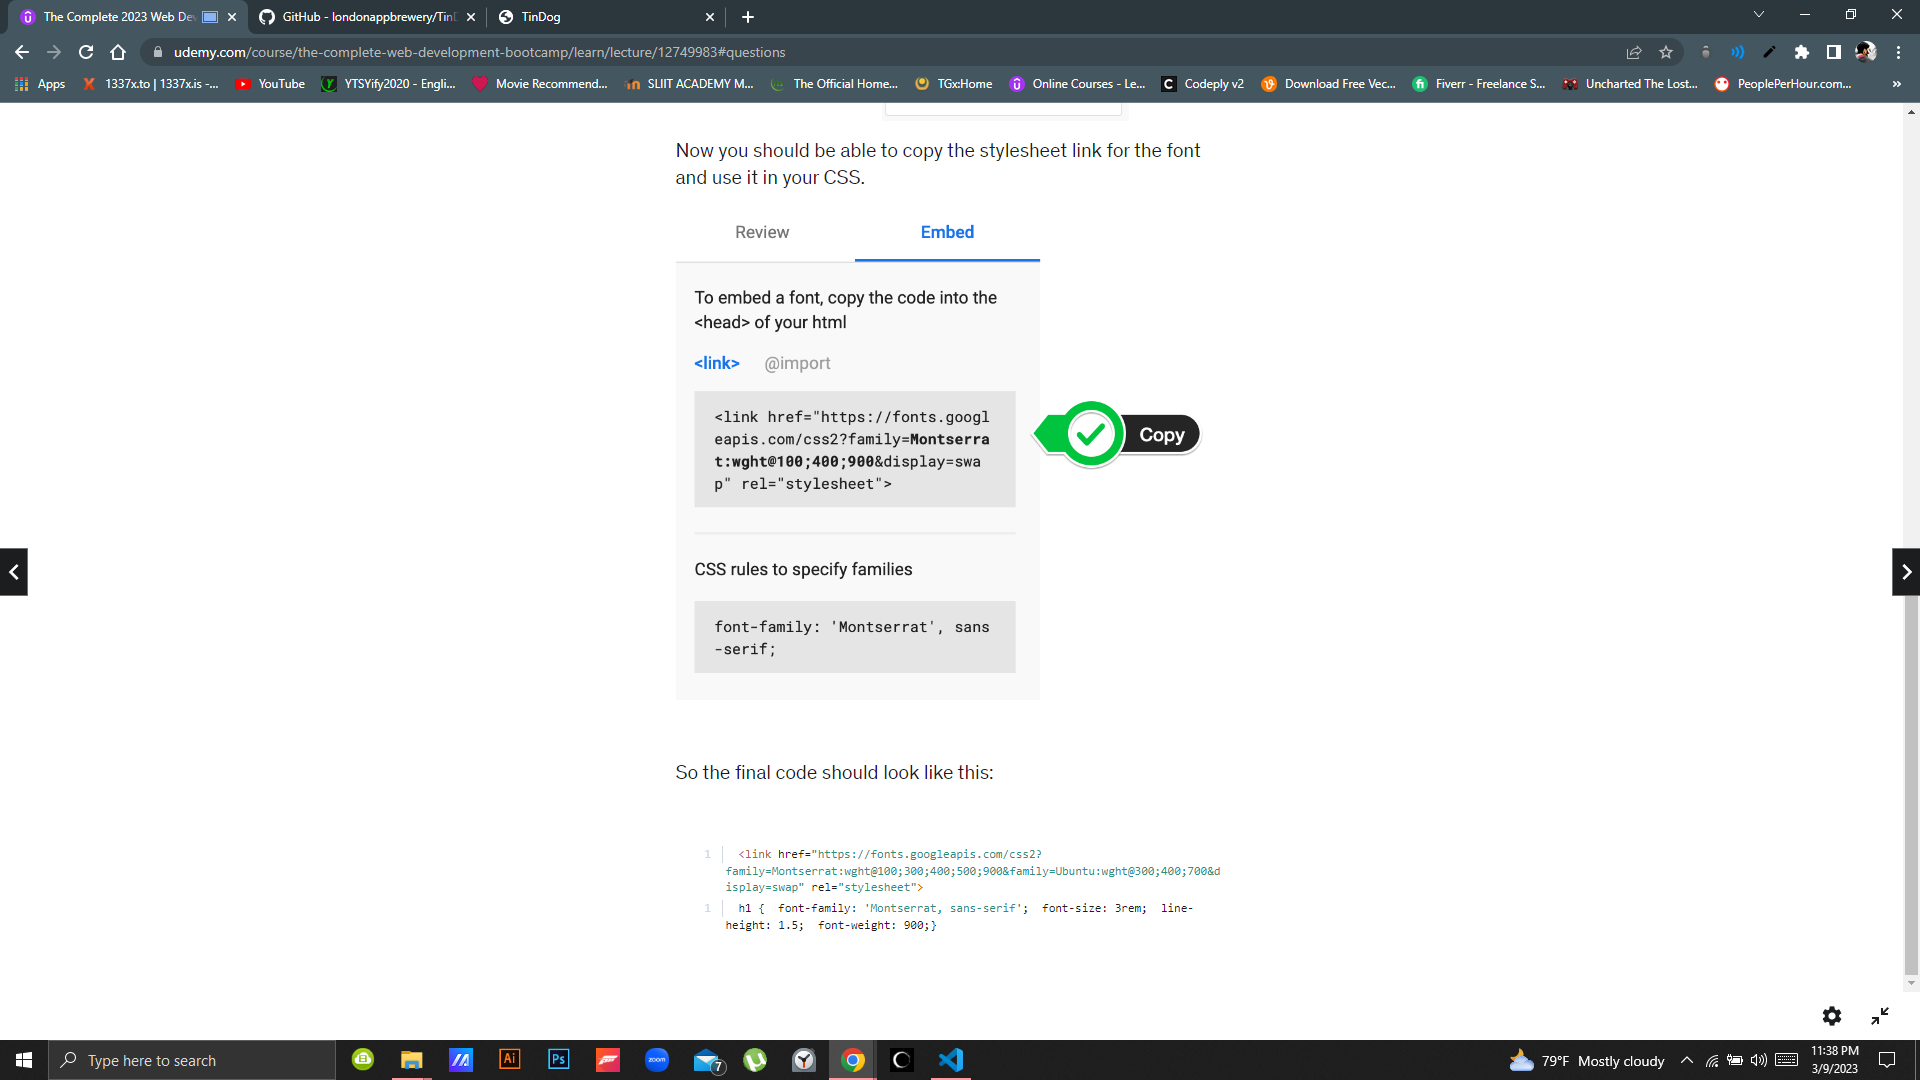 The Complete 2023 Web De
GitHub - londonappbrewery/Tin
TinDog
udemy.com/course/the-complete-web-development-bootcamp/learn/lecture/12749983#questions
Apps
1337x.to | 1337x.is -...
YouTube
YTSYify2020 - Engli...
Movie Recommend...
SLIIT ACADEMY M...
The Official Home...
TGx:Home
Online Courses - Le...
Codeply v2
Download Free Vec...
Fiverr - Freelance S...
Uncharted The Lost...
PeoplePerHour.com...
Now you should be able to copy the stylesheet link for the font
and use it in your CSS.
Review
Embed
To embed a font, copy the code into the
<head> of your html
<link>
@import
<link href="https://fonts.googl
eapis.com/css2?family=Montserra
t:wght@100;400;900&display=swa
p" rel="stylesheet">
Copy
CSS rules to specify families
font-family: 'Montserrat', sans
-serif;
So the final code should look like this:
1 <link href="https://fonts.googleapis.com/css2?
family=Montserrat:wght@100;300;400;500;900&family=Ubuntu:wght@300;400;700&d
isplay=swap" rel="stylesheet">
1 h1 { font-family: 'Montserrat, sans-serif'; font-size: 3rem; line-
height: 1.5; font-weight: 900;}
Type here to search
Ai
Ps
zoom
7
79°F Mostly cloudy
11:38 PM
3/9/2023